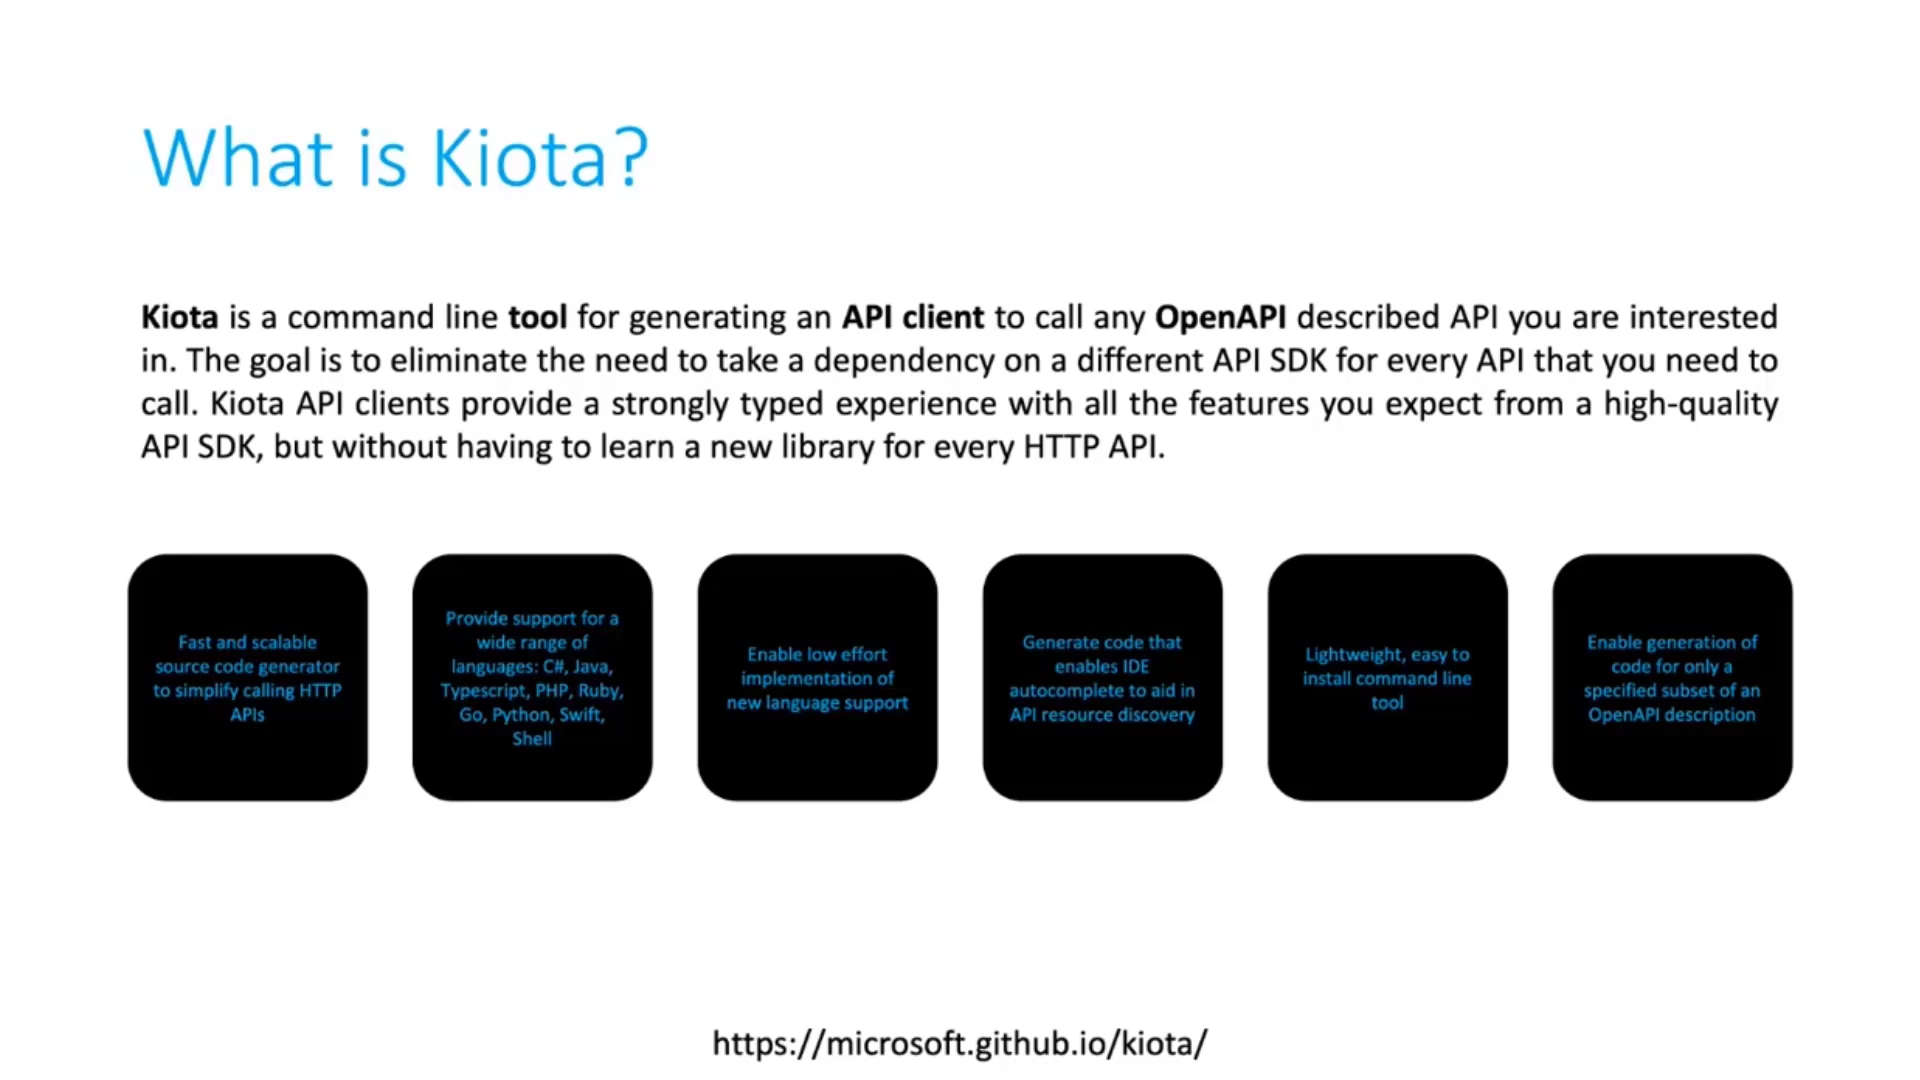 What is Kiota?
Kiota is a command line tool for generating an API client to call any OpenAPI described API you are interested
in. The goal is to eliminate the need to take a dependency on a different API SDK for every API that you need to
call. Kiota API clients provide a strongly typed experience with all the features you expect from a high-quality
API SDK, but without having to learn a new library for every HTTP API.
Fast and scalable
source code generator
to simplify calling HTTP
APIs
Provide support for a
wide range of
languages: C#, Java,
Typescript, PHP, Ruby,
Go, Python, Swift,
Shell
Enable low effort
implementation of
new language support
Generate code that
enables IDE
autocomplete to aid in
API resource discovery
Lightweight, easy to
install command line
tool
Enable generation of
code for only a
specified subset of an
OpenAPI description
https://microsoft.github.io/kiota/